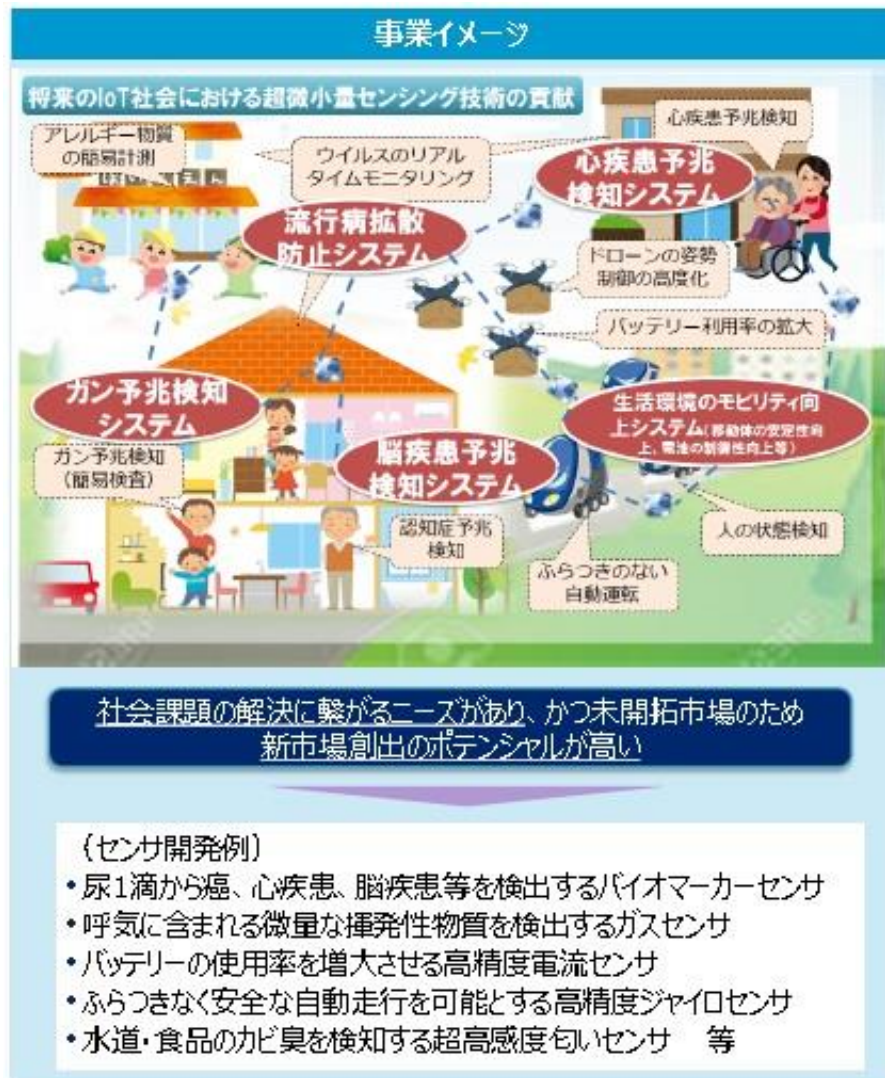 事業イメージ
将来のIoT社会における超微小量センシング技術の貢献
アレルギー物質
の簡易計測
ウイルスのリアル
タイムモニタリング
心疾患予兆検知
心疾患予兆
検知システム
流行病拡散
防止システム
ドローンの姿勢
制御の高度化
バッテリー利用率の拡大
ガン予兆検知
システム
生活環境のモビリティ向
上システム(移動体の安定性向
上、電池の制御性向上等)
ガン予兆検知
(簡易検査)
脳疾患予兆
検知システム
認知症予兆
検知
人の状態検知
ふらつきのない
自動運転
社会課題の解決に繋がるニーズがあり、かつ未開拓市場のため
新市場創出のポテンシャルが高い
(センサ開発例)
•尿1滴から癌、心疾患、脳疾患等を検出するバイオマーカーセンサ
•呼気に含まれる微量な揮発性物質を検出するガスセンサ
•バッテリーの使用率を増大させる高精度電流センサ
•ふらつきなく安全な自動走行を可能とする高精度ジャイロセンサ
•水道・食品のカビ臭を検知する超高感度匂いセンサ 等